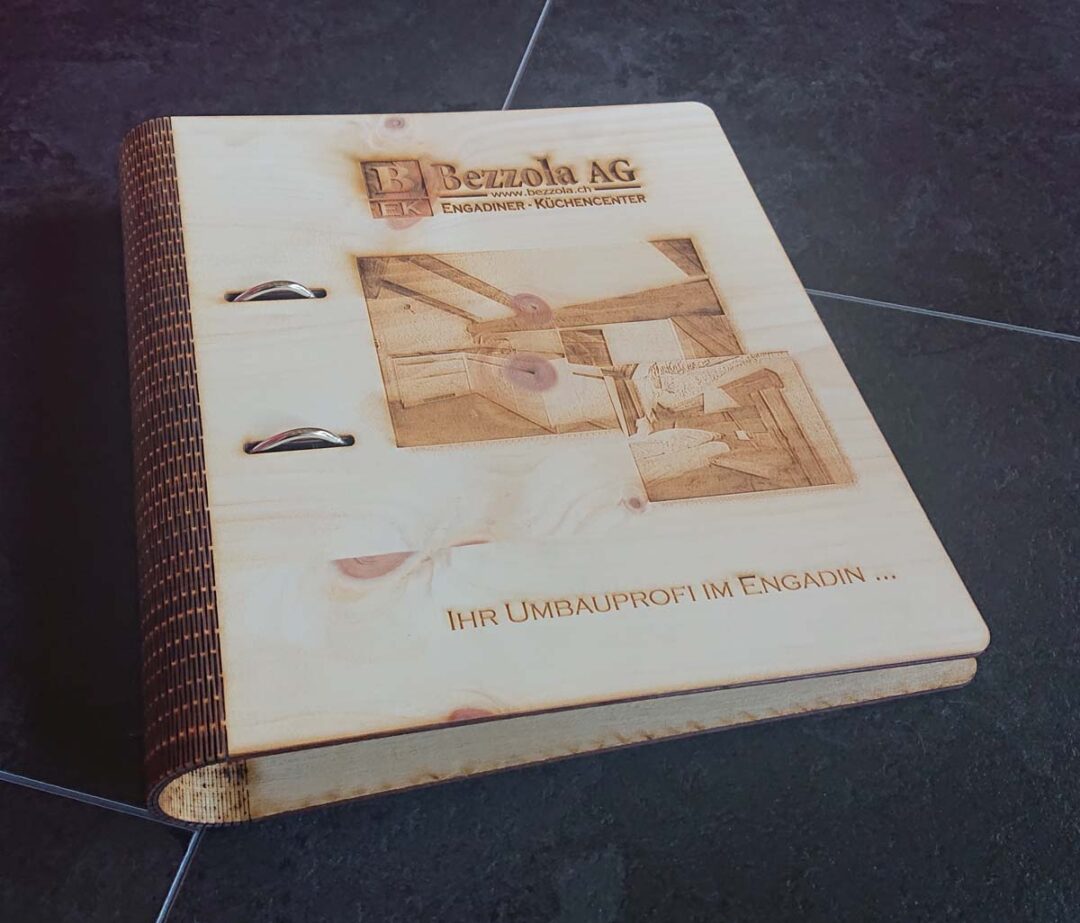 B
EK
Bezzola AG
www.bezzola.ch
Engadiner - Küchencenter
Ihr Umbauprofi im Engadin ...